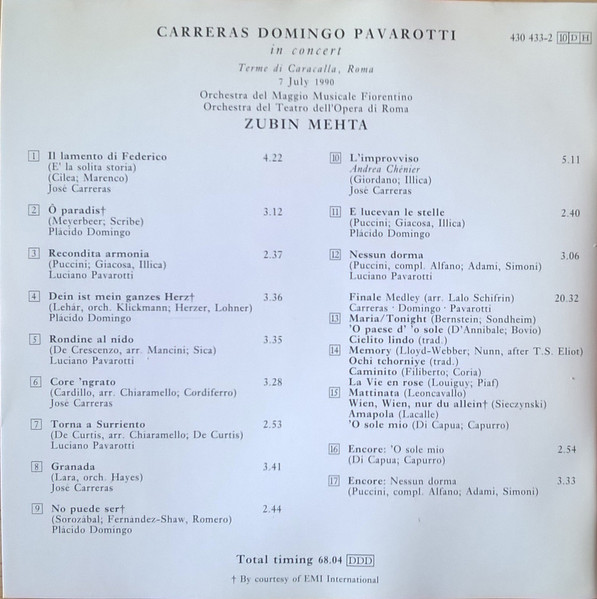 CARRERAS DOMINGO PAVAROTTI
in concert
430 433-2 10 D H
Terme di Caracalla, Roma
7 July 1990
Orchestra del Maggio Musicale Fiorentino
Orchestra del Teatro dell'Opera di Roma
ZUBIN MEHTA
1 Il lamento di Federico 4.22
(E' la solita storia)
(Cilea; Marenco)
José Carreras
2 Ô paradis† 3.12
(Meyerbeer; Scribe)
Plácido Domingo
3 Recondita armonia 2.37
(Puccini; Giacosa, Illica)
Luciano Pavarotti
4 Dein ist mein ganzes Herz† 3.36
(Lehár, orch. Klickmann; Herzer, Lohner)
Plácido Domingo
5 Rondine al nido 3.35
(De Crescenzo, arr. Mancini; Sica)
Luciano Pavarotti
6 Core 'ngrato 3.28
(Cardillo, arr. Chiaramello; Cordiferro)
José Carreras
7 Torna a Surriento 2.53
(De Curtis, arr. Chiaramello; De Curtis)
Luciano Pavarotti
8 Granada 3.41
(Lara, orch. Hayes)
José Carreras
9 No puede ser† 2.44
(Sorozábal; Fernández-Shaw, Romero)
Plácido Domingo
10 L'improvviso 5.11
Andrea Chénier
(Giordano; Illica)
José Carreras
11 E lucevan le stelle 2.40
(Puccini; Giacosa, Illica)
Plácido Domingo
12 Nessun dorma 3.06
(Puccini, compl. Alfano; Adami, Simoni)
Luciano Pavarotti
Finale Medley (arr. Lalo Schifrin) 20.32
Carreras · Domingo · Pavarotti
13 Maria/Tonight (Bernstein; Sondheim)
'O paese d' 'o sole (D'Annibale; Bovio)
Cielito lindo (trad.)
14 Memory (Lloyd-Webber; Nunn, after T.S. Eliot)
Ochi tchorniye (trad.)
Caminito (Filiberto; Coria)
La Vie en rose (Louiguy; Piaf)
15 Mattinata (Leoncavallo)
Wien, Wien, nur du allein† (Sieczynski)
Amapola (Lacalle)
'O sole mio (Di Capua; Capurro)
16 Encore: 'O sole mio 2.54
(Di Capua; Capurro)
17 Encore: Nessun dorma 3.33
(Puccini, compl. Alfano; Adami, Simoni)
Total timing 68.04 DDD
† By courtesy of EMI International